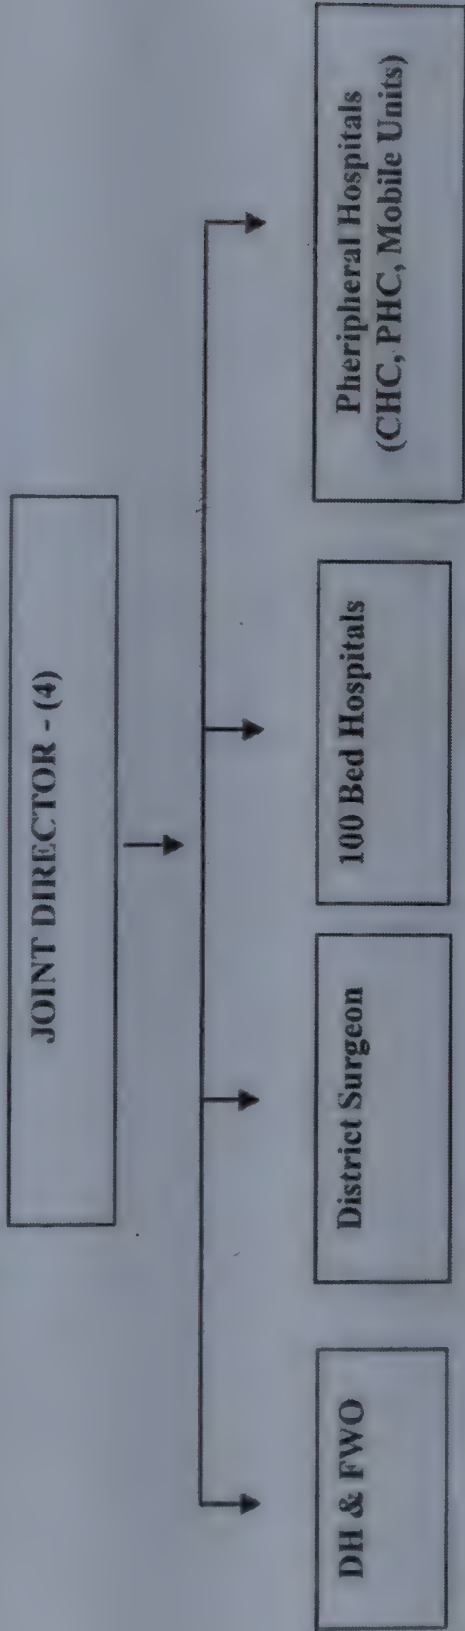 JOINT DIRECTOR - (4)
DH & FWO
District Surgeon
100 Bed Hospitals
Pheripheral Hospitals
(CHC, PHC, Mobile Units)